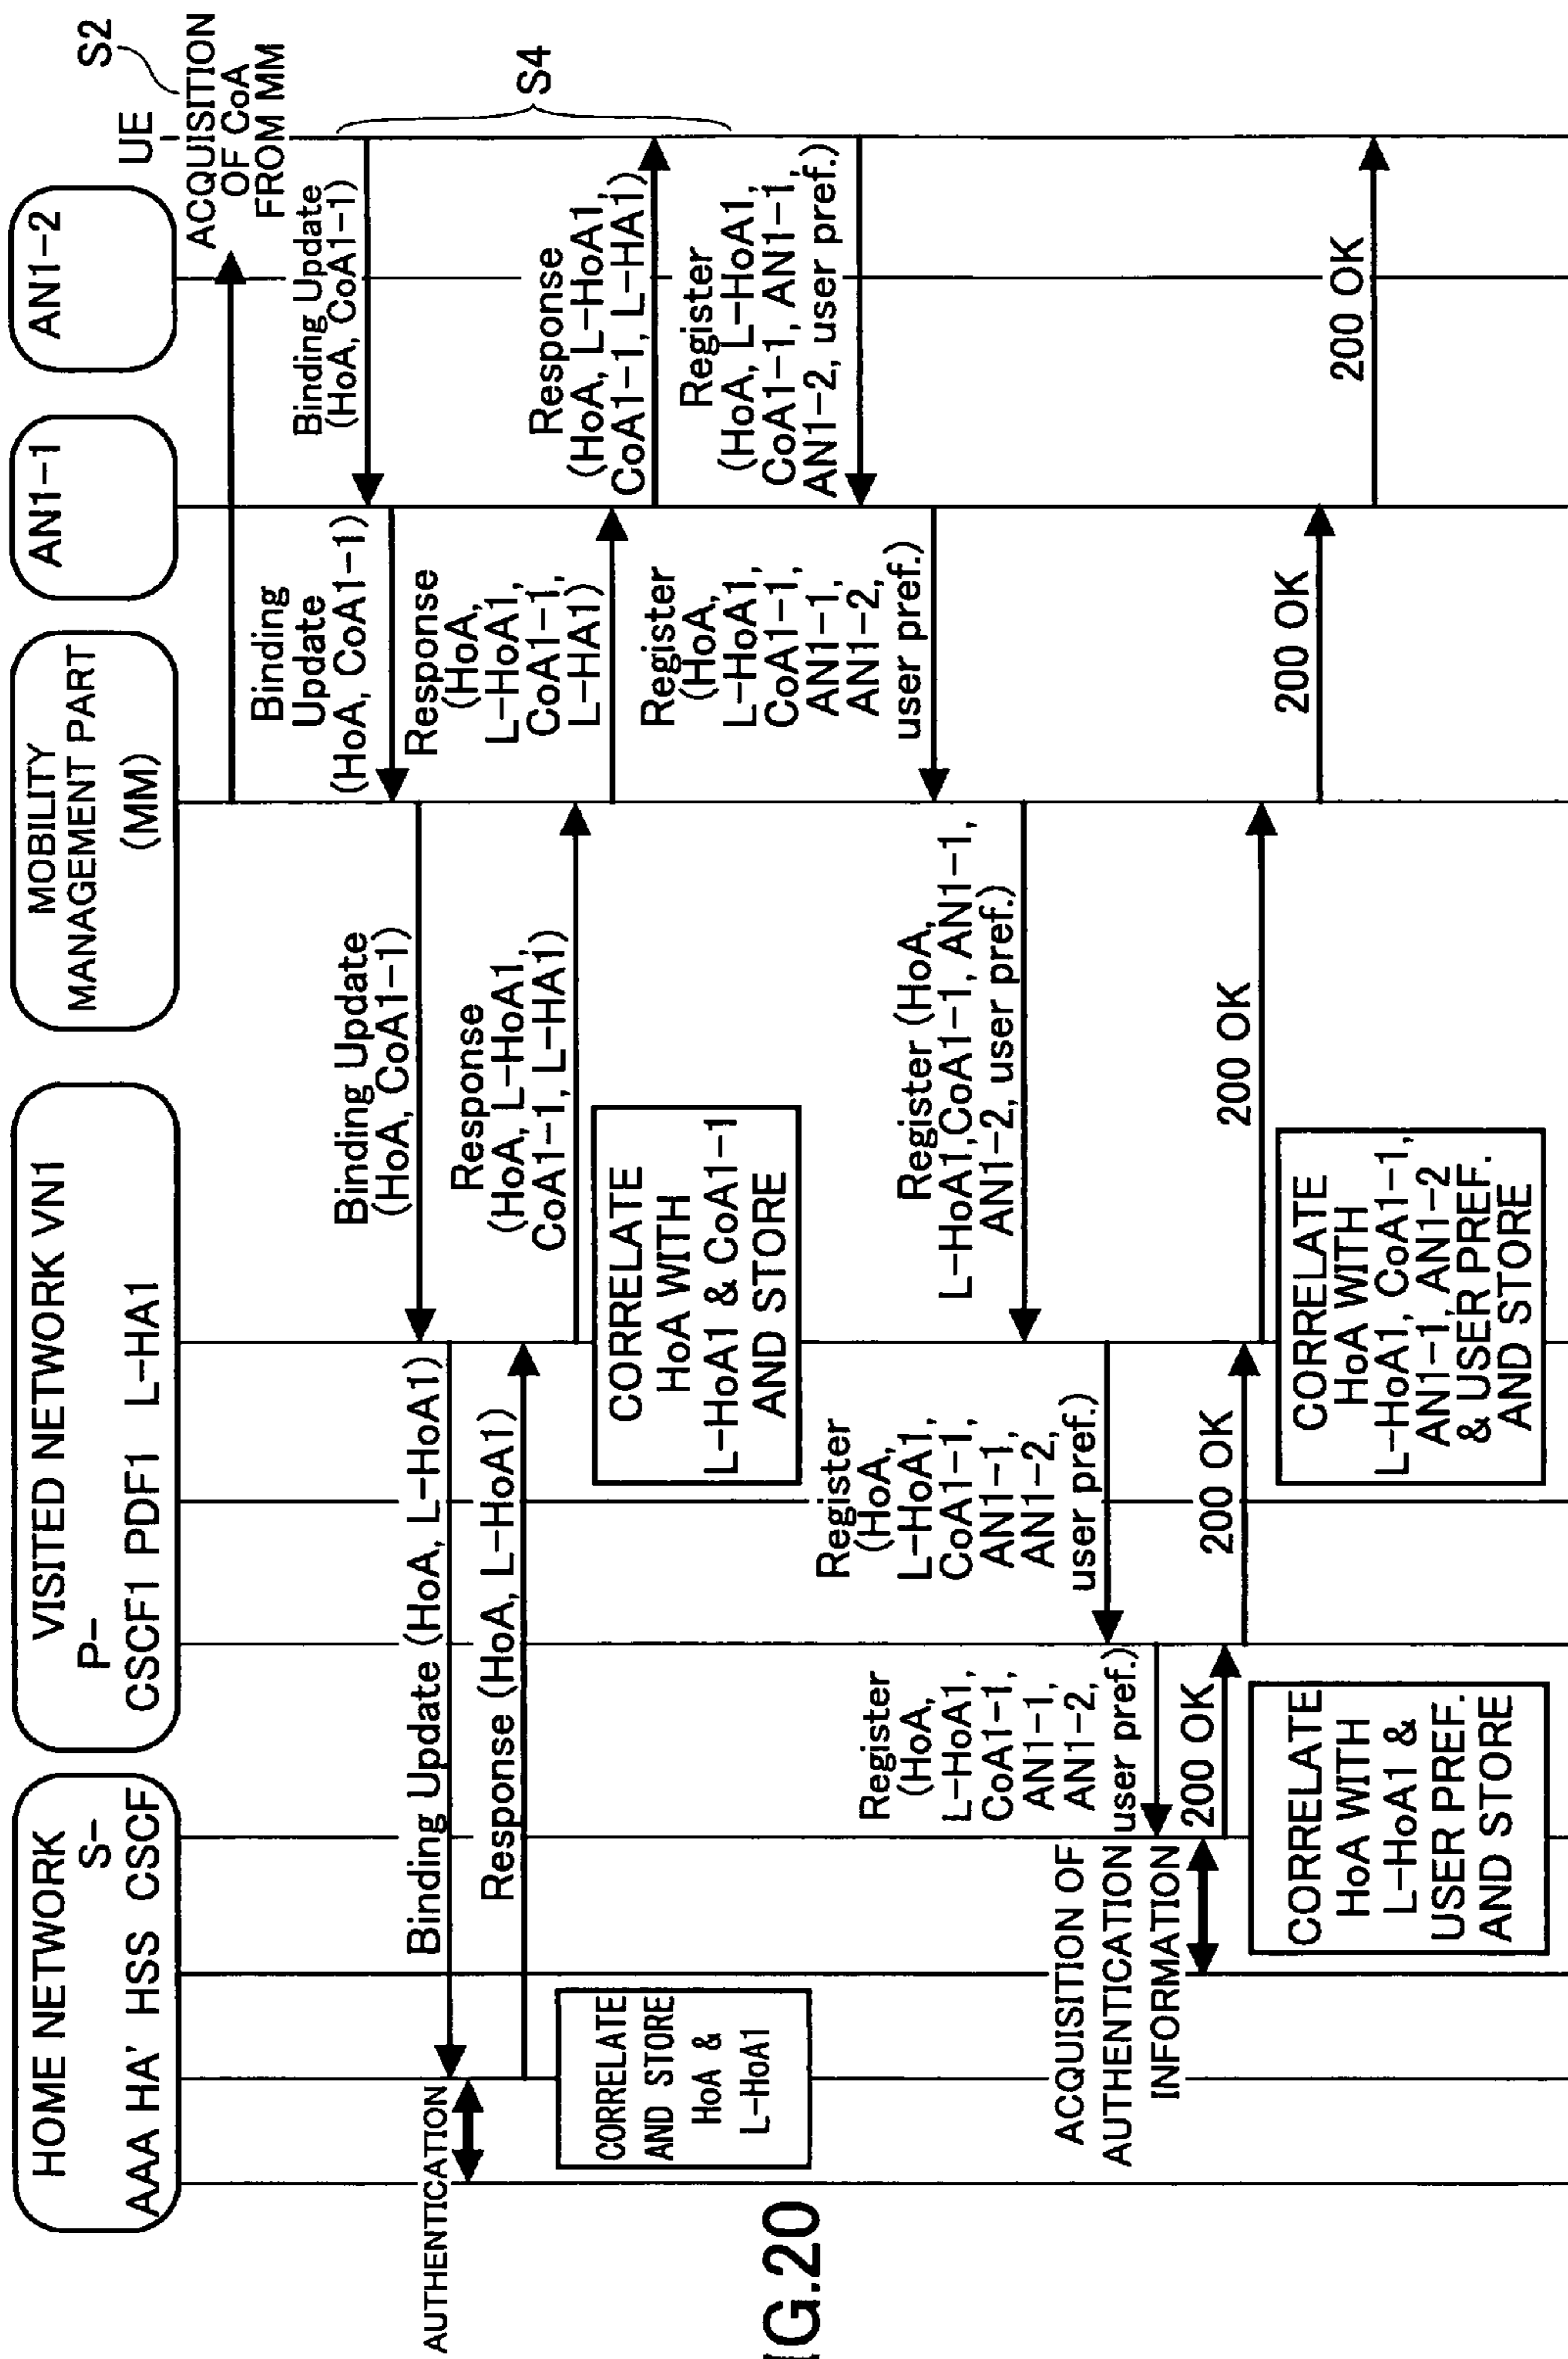 HOME NETWORK
S-
AAA HA' HSS CSCF
VISITED NETWORK VN1
P-
CSCF1 PDF1 L-HA1
MOBILITY
MANAGEMENT PART
(MM)
AN1-1
AN1-2
UE
S2
ACQUISITION
OF CoA
FROM MM
S4
Binding Update
(HoA, CoA1-1)
Binding
Update
(HoA, CoA1-1)
Binding Update
(HoA, CoA1-1)
Binding Update (HoA, L-HoA1)
AUTHENTICATION
Response (HoA, L-HoA1)
CORRELATE
AND STORE
HoA &
L-HoA1
Response
(HoA, L-HoA1,
CoA1-1, L-HA1)
CORRELATE
HoA WITH
L-HoA1 & CoA1-1
AND STORE
Response
(HoA,
L-HoA1,
CoA1-1,
L-HA1)
Response
(HoA, L-HoA1,
CoA1-1, L-HA1)
Register
(HoA, L-HoA1,
CoA1-1, AN1-1,
AN1-2, user pref.)
Register
(HoA,
L-HoA1,
CoA1-1,
AN1-1,
AN1-2,
user pref.)
Register (HoA,
L-HoA1,CoA1-1, AN1-1,
AN1-2, user pref.)
Register
(HoA,
L-HoA1,
CoA1-1,
AN1-1,
AN1-2,
user pref.)
Register
(HoA,
L-HoA1,
CoA1-1,
AN1-1,
AN1-2,
user pref.)
ACQUISITION OF
AUTHENTICATION
INFORMATION
200 OK
200 OK
200 OK
200 OK
200 OK
CORRELATE
HoA WITH
L-HoA1 &
USER PREF.
AND STORE
CORRELATE
HoA WITH
L-HoA1, CoA1-1,
AN1-1, AN1-2
& USER PREF.
AND STORE
IG.20